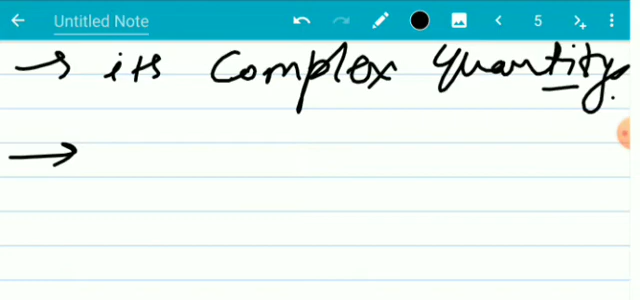 Untitled Note
5
→ its Complex quantity.
→